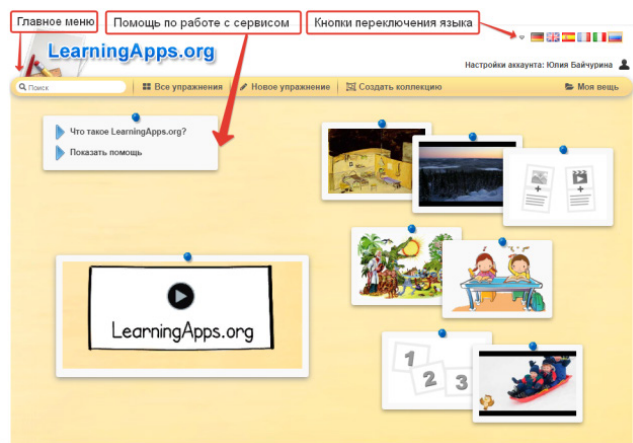 Главное меню
Помощь по работе с сервисом
Кнопки переключения языка
LearningApps.org
Настройки аккаунта: Юлия Байчурина
Поиск
Все упражнения
Новое упражнение
Создать коллекцию
Моя вещь
Что такое LearningApps.org?
Показать помощь
LearningApps.org
1
2
3